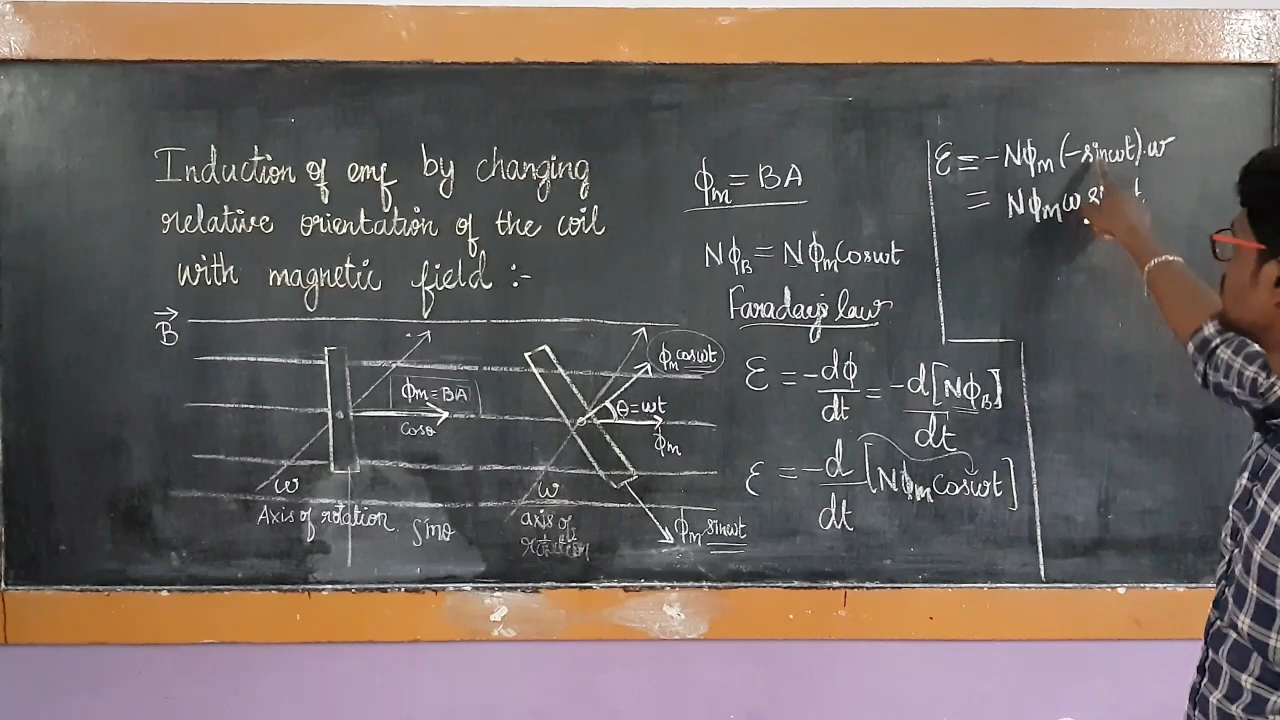 Induction of emf by changing
relative orientation of the coil
with magnetic field :-
B⃗
ϕm = BA
cosθ
ω
Axis of rotation
sinθ
ϕm cosωt
θ=ωt
ϕm
ω
axis of
rotation
ϕm sinωt
ϕm = BA
NϕB = Nϕm cosωt
Faraday's law
ε = -dϕ/dt = -d[NϕB]/dt
ε = -d/dt [Nϕm cosωt]
ε = -Nϕm (-sinωt).ω
= Nϕm ω